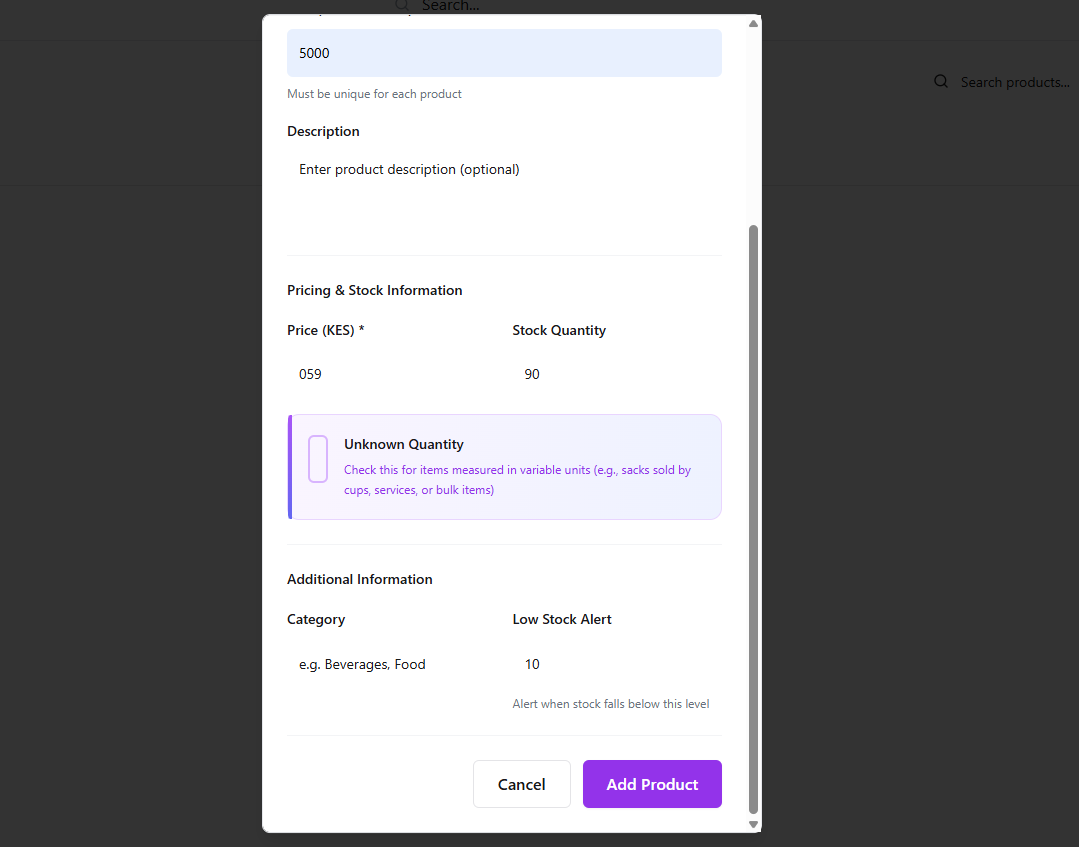 Search...
Search products...
5000
Must be unique for each product
Description
Enter product description (optional)
Pricing & Stock Information
Price (KES) *
Stock Quantity
059
90
Unknown Quantity
Check this for items measured in variable units (e.g., sacks sold by
cups, services, or bulk items)
Additional Information
Category
Low Stock Alert
e.g. Beverages, Food
10
Alert when stock falls below this level
Cancel
Add Product